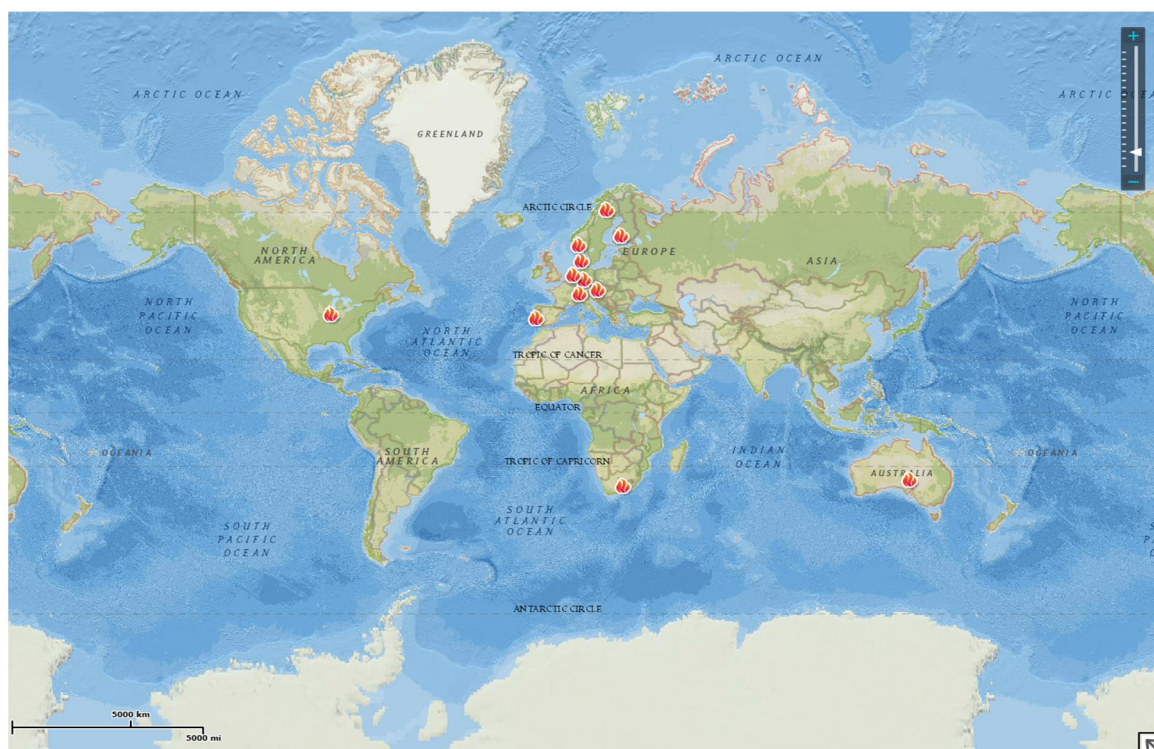 ARCTIC OCEAN
ARCTIC OCEAN
ARCTIC
+
GREENLAND
−
ARCTIC CIRCLE
NORTH
AMERICA
EUROPE
ASIA
NORTH
PACIFIC
OCEAN
NORTH
ATLANTIC
OCEAN
NORTH
PACIFIC
OCEAN
TROPIC OF CANCER
AFRICA
EQUATOR
OCEANIA
SOUTH
AMERICA
TROPIC OF CAPRICORN
INDIAN
OCEAN
OCEANIA
AUSTRALIA
SOUTH
PACIFIC
OCEAN
SOUTH
ATLANTIC
OCEAN
ANTARCTIC CIRCLE
5000 km
5000 mi